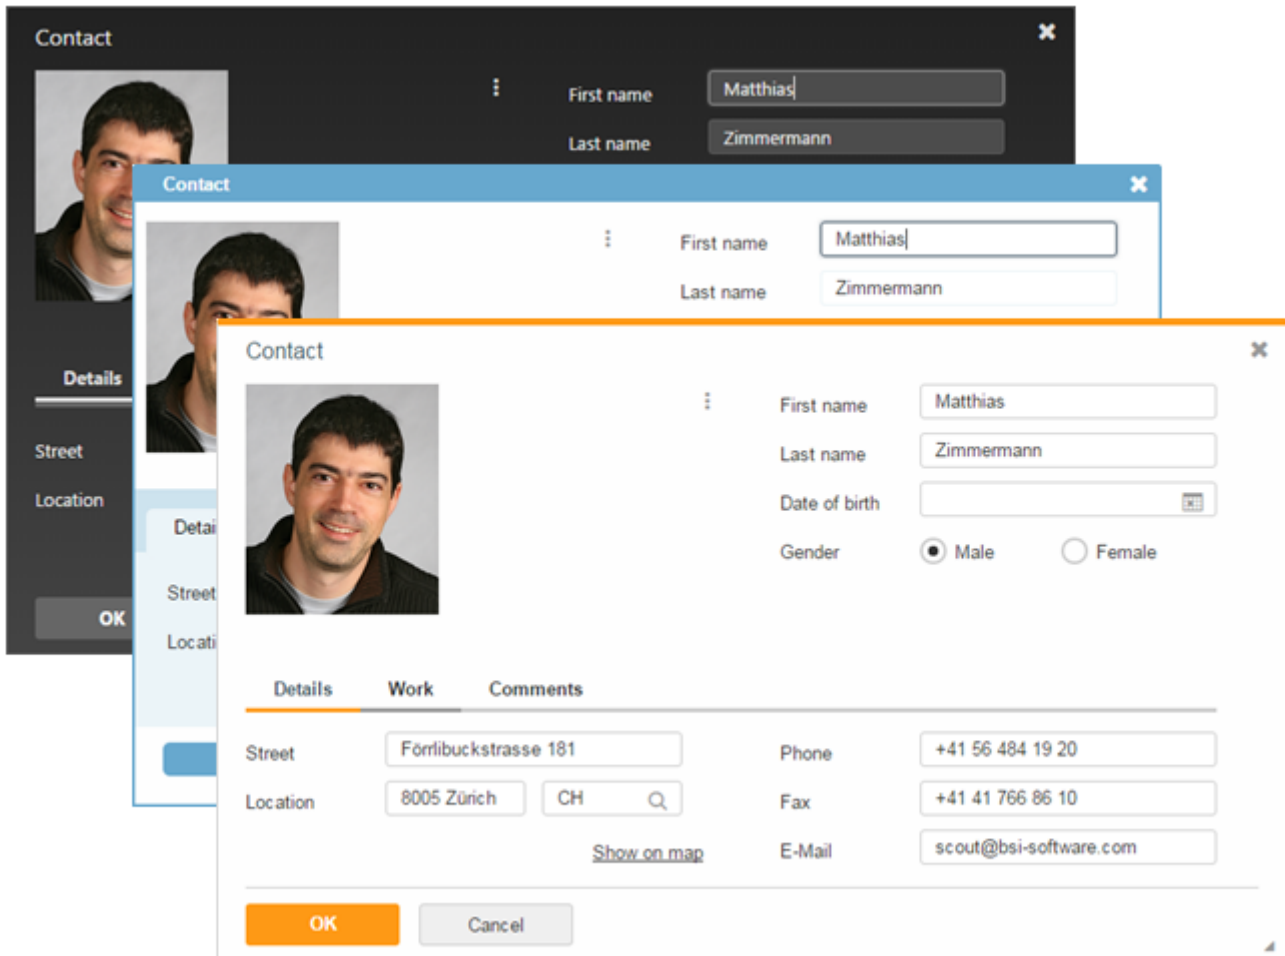 Contact
First name Matthias
Last name Zimmermann
Details
Street
Location
OK
Contact
First name Matthias
Last name Zimmermann
Street
Contact
First name Matthias
Last name Zimmermann
Date of birth
Gender Male Female
Details Work Comments
Street Förrlibuckstrasse 181 Phone +41 56 484 19 20
Location 8005 Zürich CH Fax +41 41 766 86 10
Show on map E-Mail scout@bsi-software.com
OK Cancel